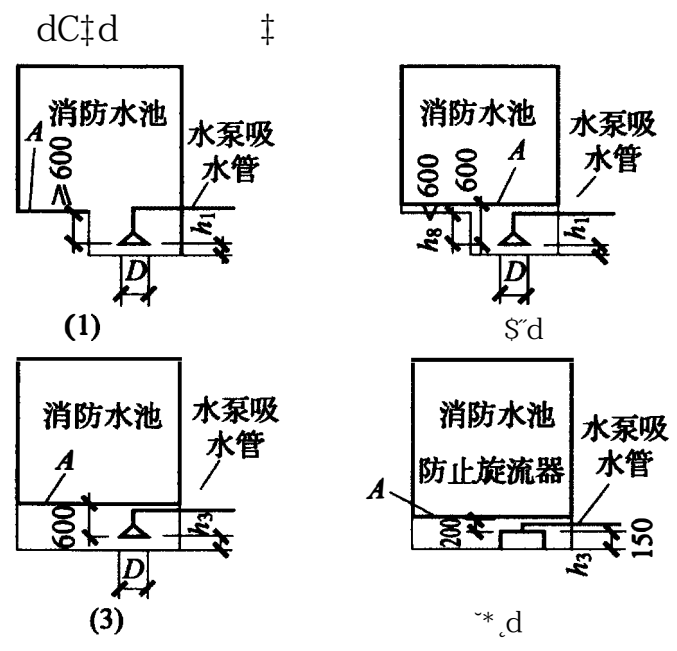 dC‡d ‡
消防水池
A
≥600
水泵吸
水管
h1
D
(1)
消防水池
A
<600
600
水泵吸
水管
h8
h1
D
$˝d
消防水池
A
600
水泵吸
水管
h3
D
(3)
消防水池
防止旋流器
A
200
水泵吸
水管
150
h3
˘*˛d